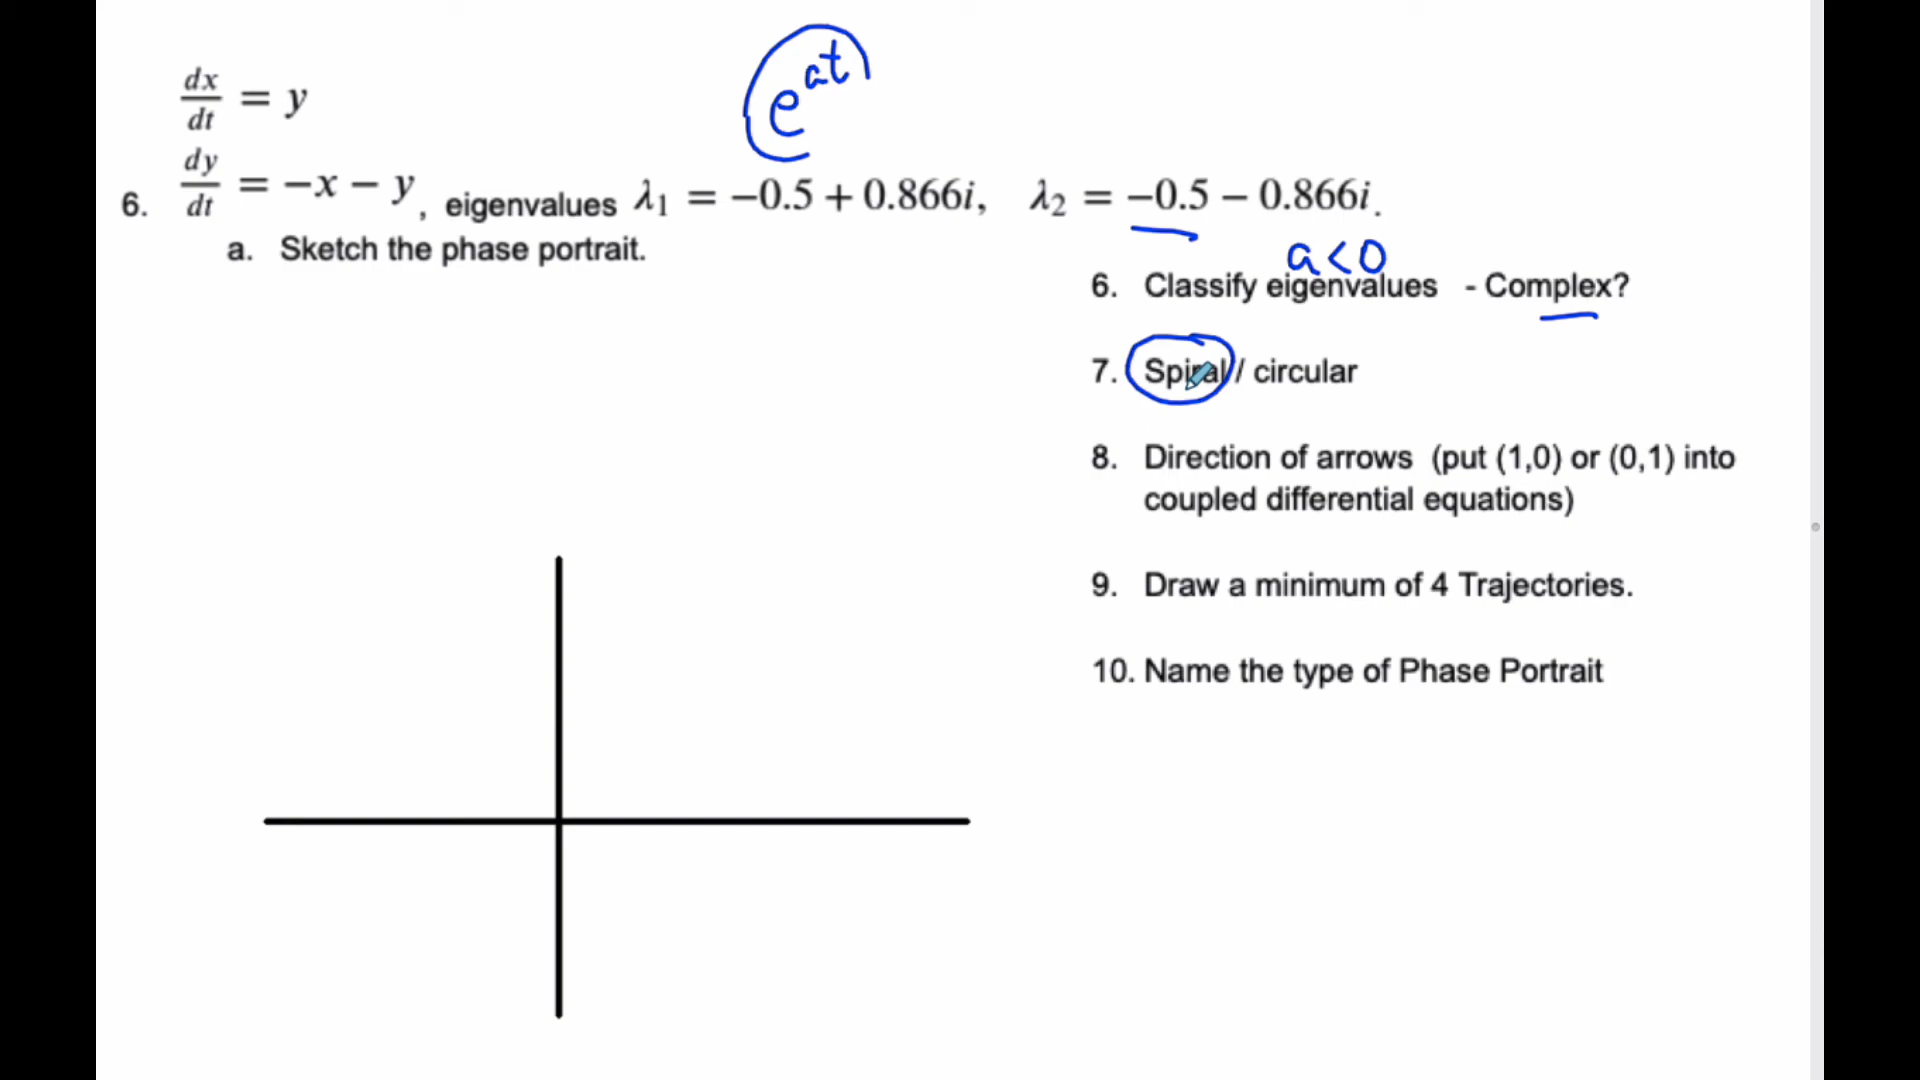 e^at
dx/dt = y
6. dy/dt = −x − y, eigenvalues λ₁ = −0.5 + 0.866i, λ₂ = −0.5 − 0.866i.
a. Sketch the phase portrait.
a < 0
6. Classify eigenvalues - Complex?
7. Spiral / circular
8. Direction of arrows (put (1,0) or (0,1) into
coupled differential equations)
9. Draw a minimum of 4 Trajectories.
10. Name the type of Phase Portrait